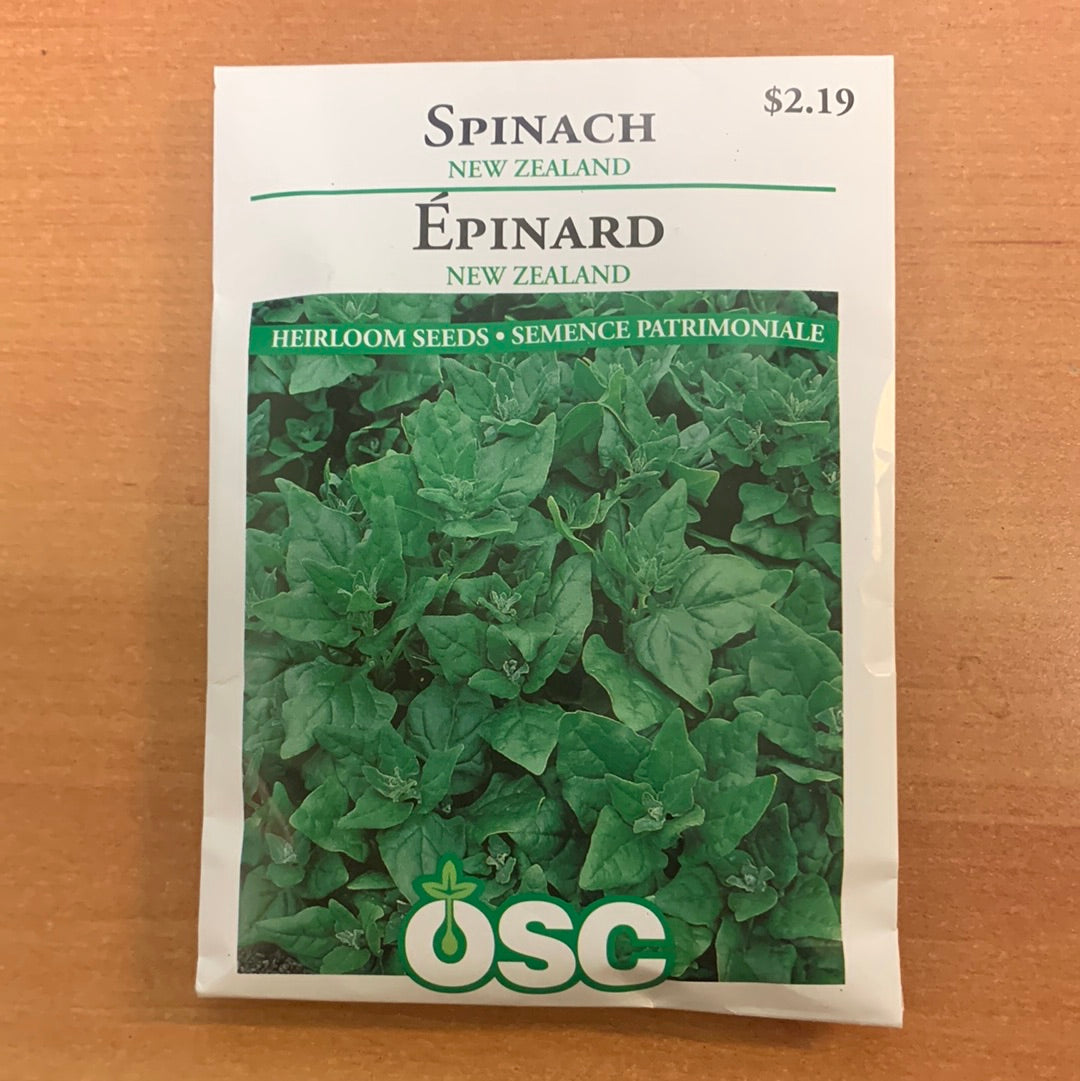 $2.19
SPINACH
NEW ZEALAND
ÉPINARD
NEW ZEALAND
HEIRLOOM SEEDS • SEMENCE PATRIMONIALE
OSC